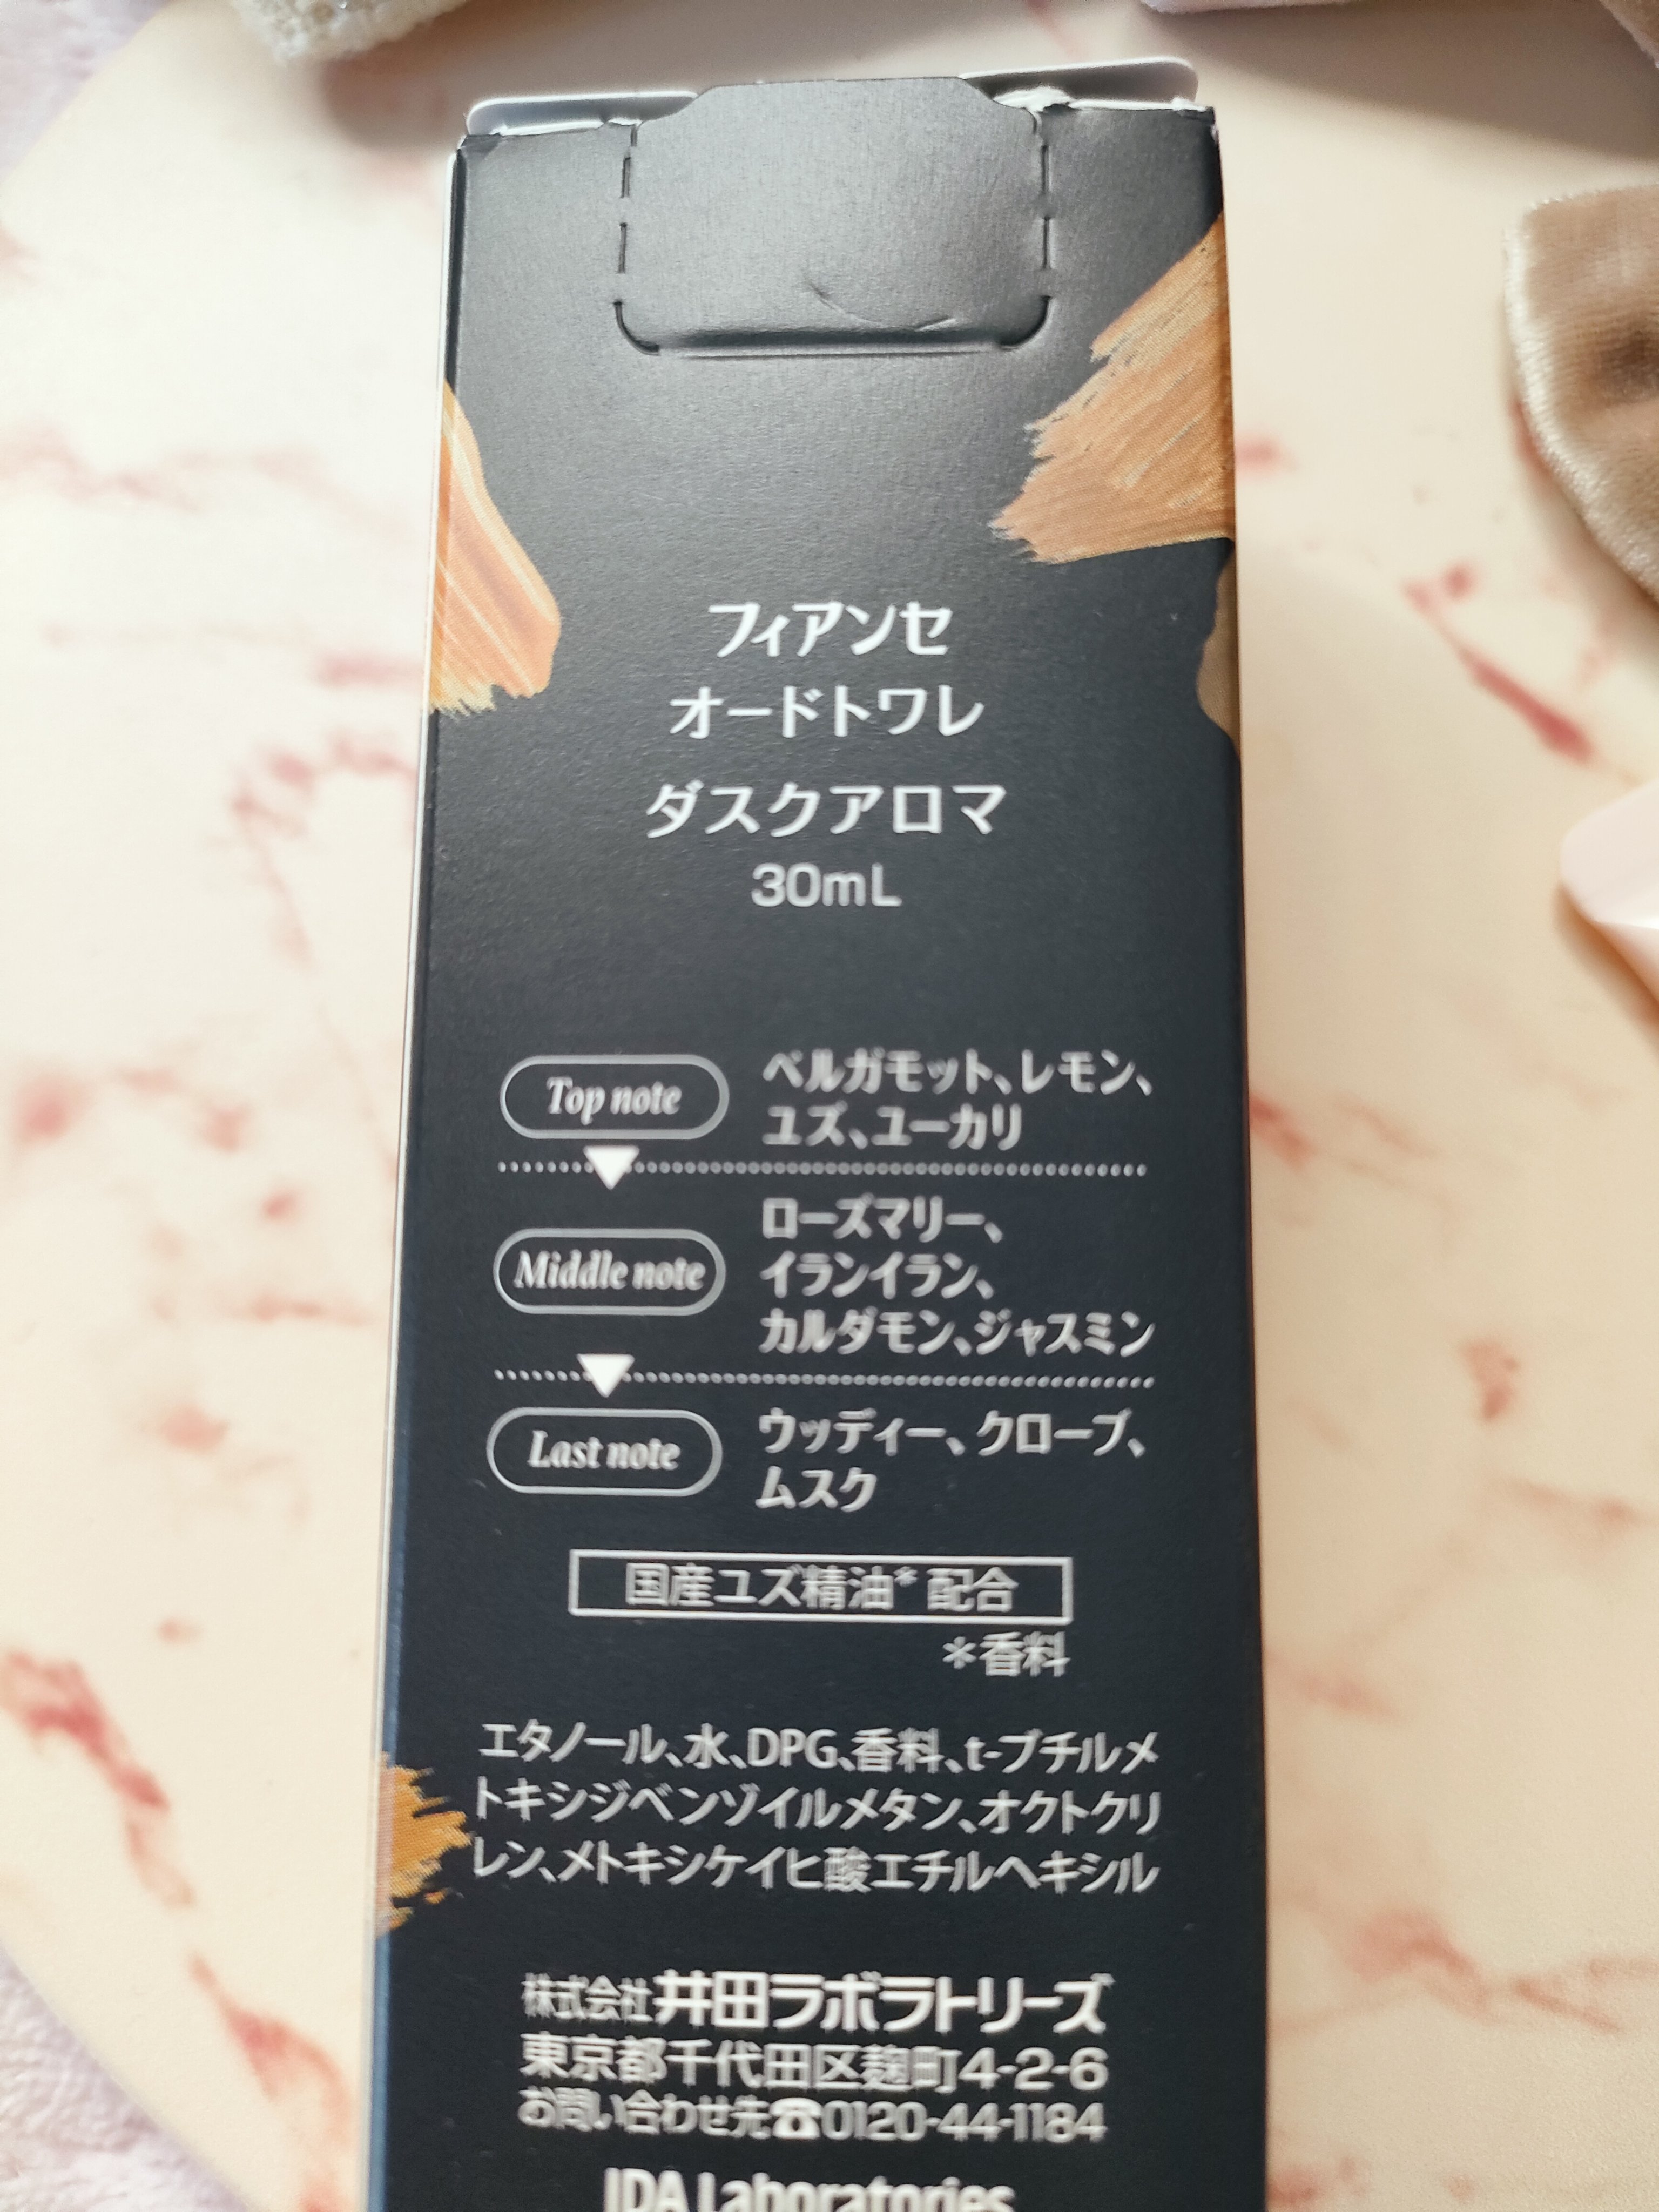 フィアンセ
オードトワレ
ダスクアロマ
30mL
Top note
ベルガモット、レモン、
ユズ、ユーカリ
Middle note
ローズマリー、
イランイラン、
カルダモン、ジャスミン
Last note
ウッディー、クローブ、
ムスク
国産ユズ精油*配合
*香料
エタノール、水、DPG、香料、t-ブチルメ
トキシジベンゾイルメタン、オクトクリ
レン、メトキシケイヒ酸エチルヘキシル
株式会社井田ラボラトリーズ
東京都千代田区麹町4-2-6
お問い合わせ先☎0120-44-1184
IDA Laboratories